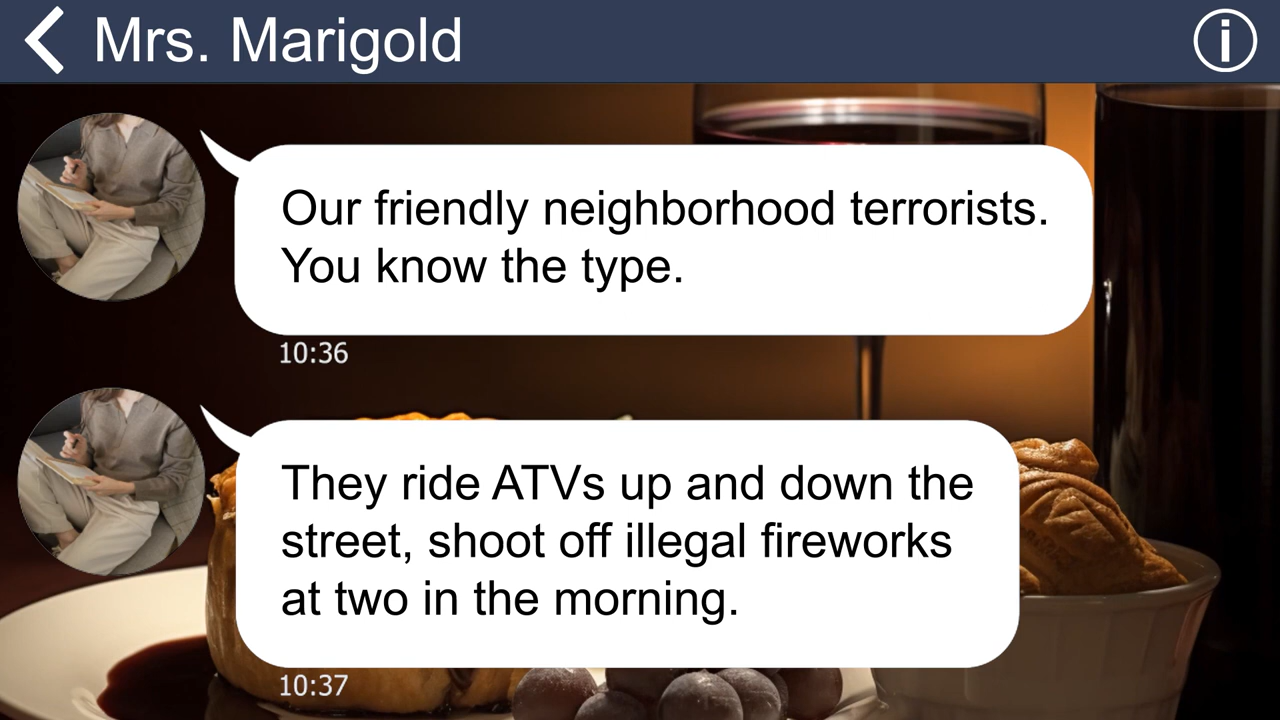 Mrs. Marigold
Our friendly neighborhood terrorists.
You know the type.
10:36
They ride ATVs up and down the
street, shoot off illegal fireworks
at two in the morning.
10:37